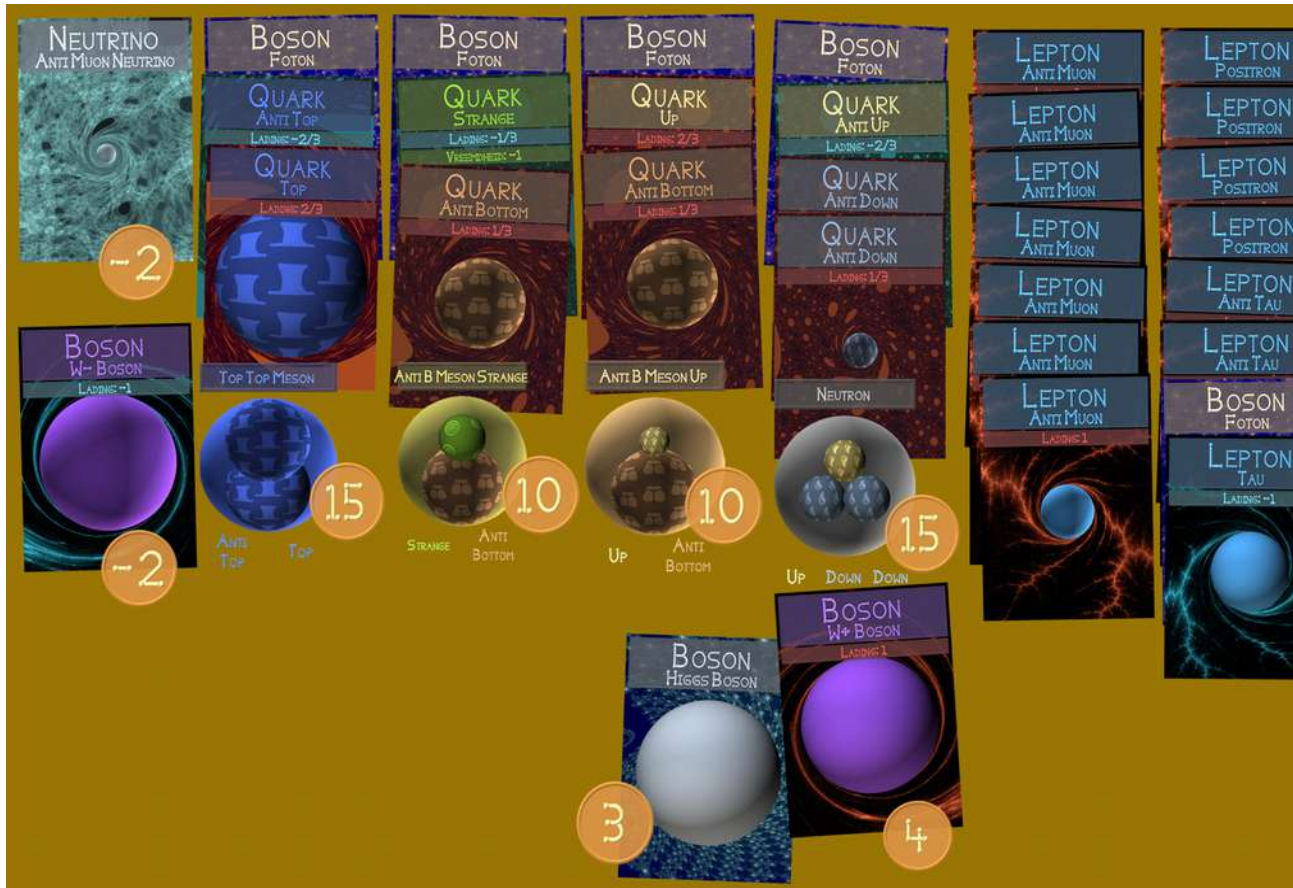 Neutrino
Anti Muon Neutrino
-2
Boson
W- Boson
Lading: -1
-2
Boson
Foton
Quark
Anti Top
Lading: -2/3
Quark
Top
Lading: 2/3
Top Top Meson
15
Anti
Top
Top
Boson
Foton
Quark
Strange
Lading: -1/3
Vreemdheid: -1
Quark
Anti Bottom
Lading: 1/3
Anti B Meson Strange
10
Strange
Anti
Bottom
Boson
Foton
Quark
Up
Lading: 2/3
Quark
Anti Bottom
Lading: 1/3
Anti B Meson Up
10
Up
Anti
Bottom
Boson
Foton
Quark
Anti Up
Lading: -2/3
Quark
Anti Down
Quark
Anti Down
Lading: 1/3
Neutron
15
Up Down Down
Boson
Higgs Boson
3
Boson
W+ Boson
Lading: 1
4
Lepton
Anti Muon
Lepton
Anti Muon
Lepton
Anti Muon
Lepton
Anti Muon
Lepton
Anti Muon
Lepton
Anti Muon
Lepton
Anti Muon
Lading: 1
Lepton
Positron
Lepton
Positron
Lepton
Positron
Lepton
Positron
Lepton
Anti Tau
Lepton
Anti Tau
Boson
Foton
Lepton
Tau
Lading: -1